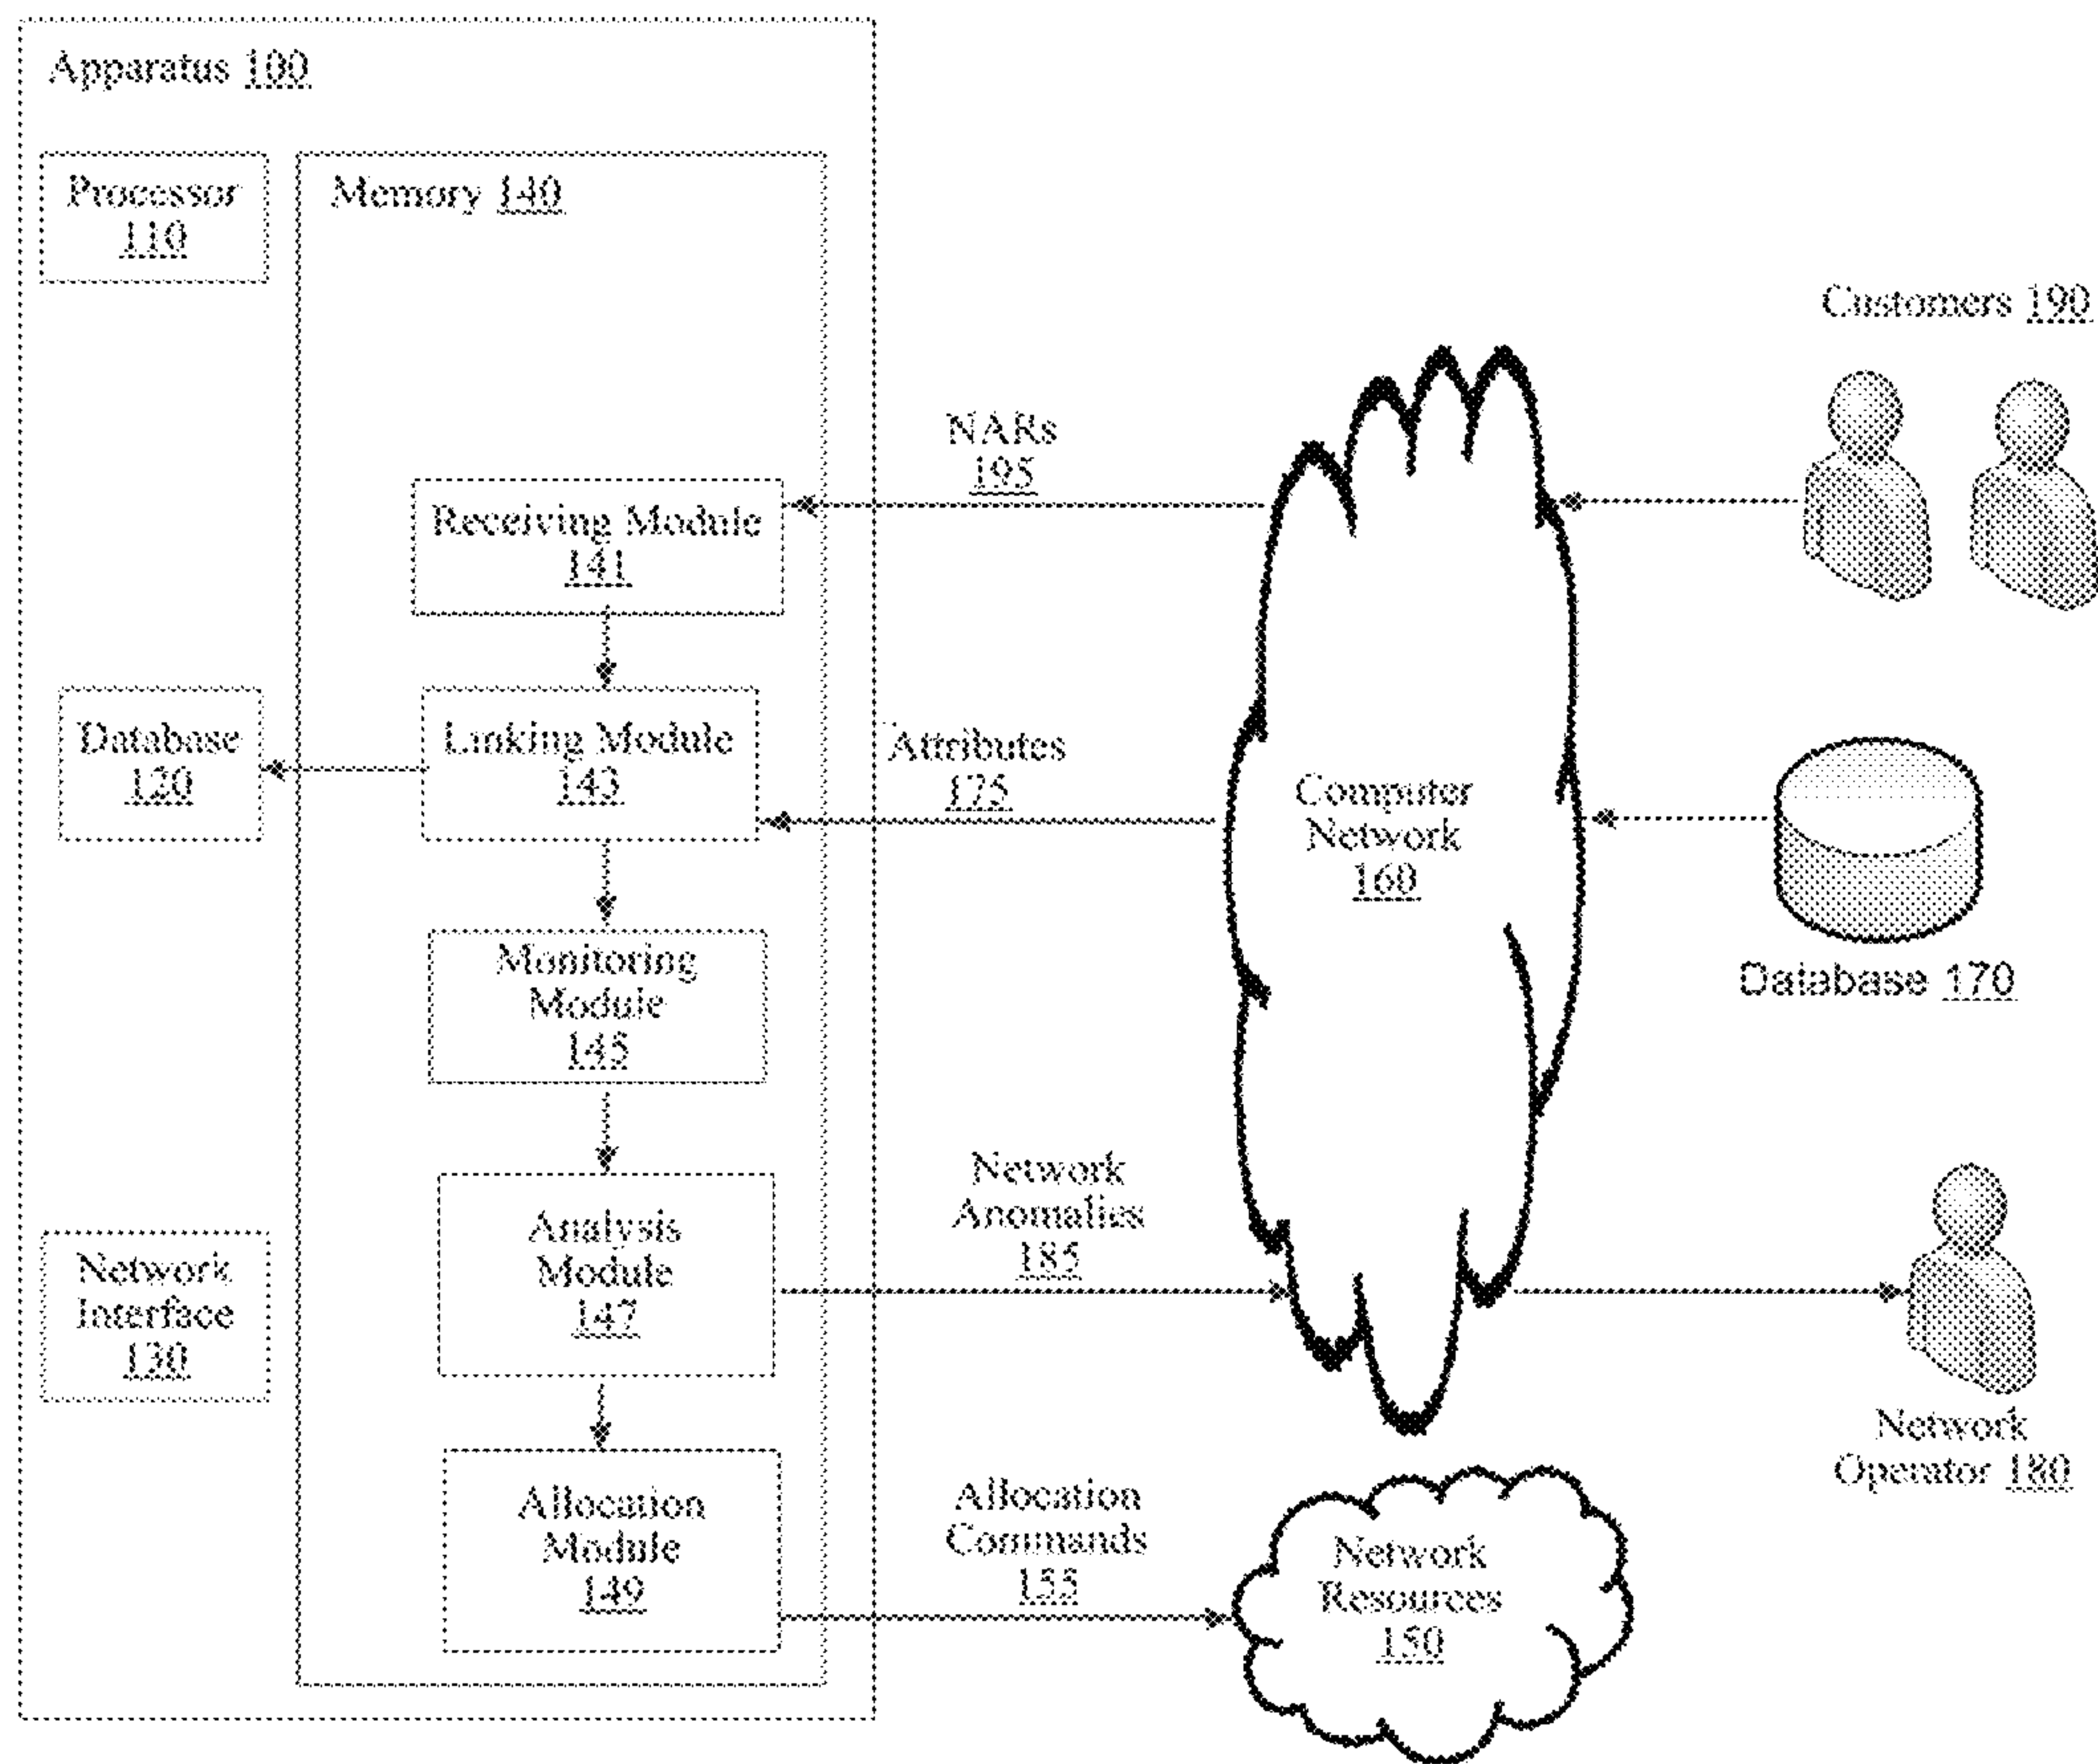 Apparatus 100
Processor
110
Memory 140
Customers 190
NARs
195
Receiving Module
141
Database
120
Linking Module
143
Attributes
175
Computer
Network
160
Database 170
Monitoring
Module
145
Network
Interface
130
Analysis
Module
147
Network
Anomalies
185
Network
Operator 180
Allocation
Module
149
Allocation
Commands
155
Network
Resources
150